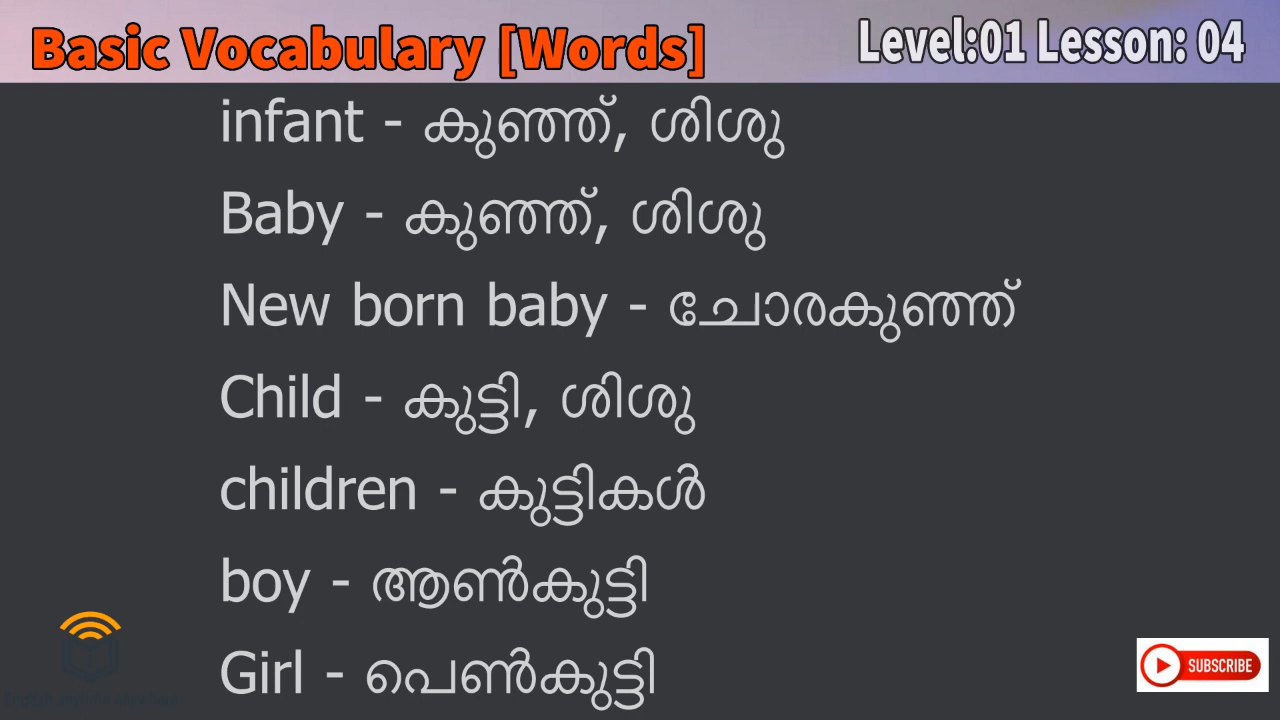 Basic Vocabulary [Words]
Level:01 Lesson: 04
infant - കുഞ്ഞ്, ശിശു
Baby - കുഞ്ഞ്, ശിശു
New born baby - ചോരകുഞ്ഞ്
Child - കുട്ടി, ശിശു
children - കുട്ടികൾ
boy - ആൺകുട്ടി
Girl - പെൺകുട്ടി
SUBSCRIBE